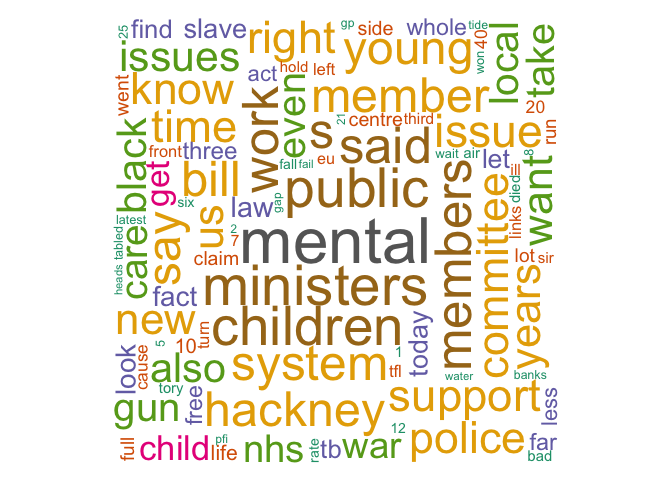 25 find slave right gp side whole tide
issues young won 40 local take
know act hold left member
went time even 21 centre third issue 20 run
black front three work s said wait air let 8
get bill fall fail eu public want
care six us law gap members committee died ill links
latest say 2 7 mental lot sir
heads tabled claim ministers years
fact children
new turn today
look cause 5 10 also system 1 tfl water banks
tory free support less
gun hackney
full child pfi life nhs rate tb war 12 police far bad